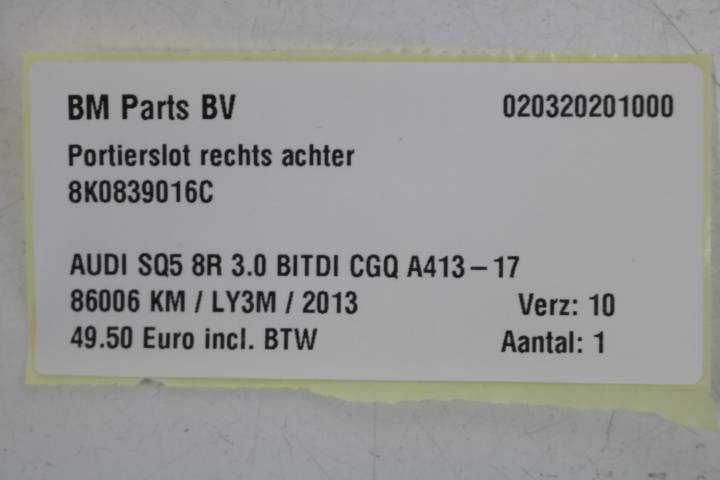 BM Parts BV 020320201000
Portierslot rechts achter
8K0839016C
AUDI SQ5 8R 3.0 BITDI CGQ A413-17
86006 KM / LY3M / 2013 Verz: 10
49.50 Euro incl. BTW Aantal: 1